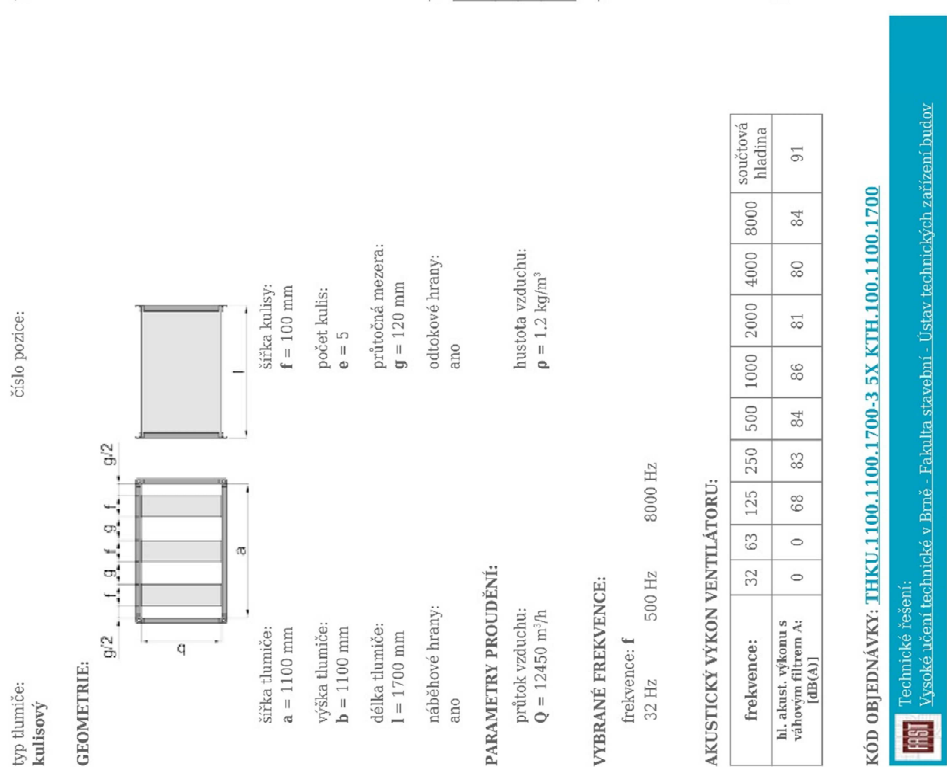 typ tlumiče: číslo pozice:
kulisový
GEOMETRIE:
g/2 f g f g f g/2
b
a
l
šířka tlumiče: šířka kulisy:
a = 1100 mm f = 100 mm
výška tlumiče: počet kulis:
b = 1100 mm e = 5
délka tlumiče: průtočná mezera:
l = 1700 mm g = 120 mm
náběhové hrany: odtokové hrany:
ano ano
PARAMETRY PROUDĚNÍ:
průtok vzduchu: hustota vzduchu:
Q = 12450 m³/h ρ = 1.2 kg/m³
VYBRANÉ FREKVENCE:
frekvence: f
32 Hz 500 Hz 8000 Hz
AKUSTICKÝ VÝKON VENTILÁTORU:
frekvence: 32 63 125 250 500 1000 2000 4000 8000 součtová hladina
hl. akust. výkonu s váhovým filtrem A: [dB(A)] 0 0 68 83 84 86 81 80 84 91
KÓD OBJEDNÁVKY: THKU.1100.1100.1700-3 5X KTH.100.1100.1700
FAST
Technické řešení:
Vysoké učení technické v Brně - Fakulta stavební - Ústav technických zařízení budov